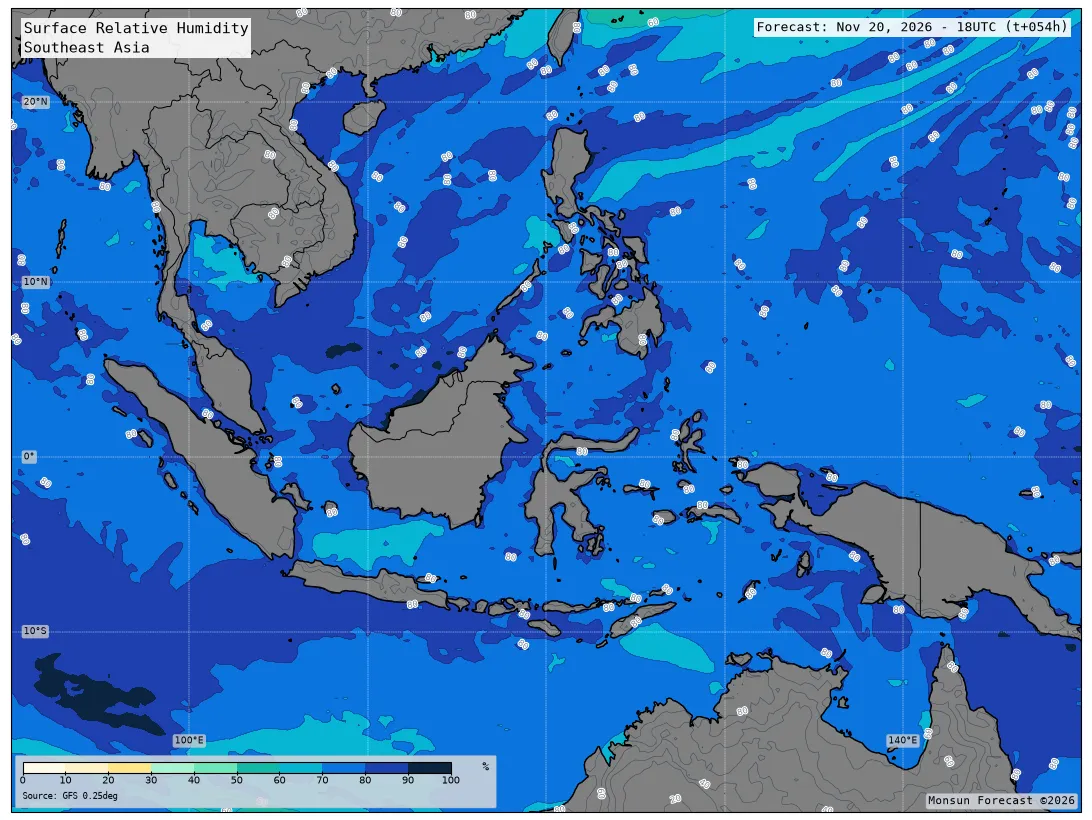 Surface Relative Humidity
Southeast Asia
Forecast: Nov 20, 2026 - 18UTC (t+054h)
20°N
10°N
0°
10°S
100°E
140°E
0 10 20 30 40 50 60 70 80 90 100
%
Source: GFS 0.25deg
Monsun Forecast ©2026